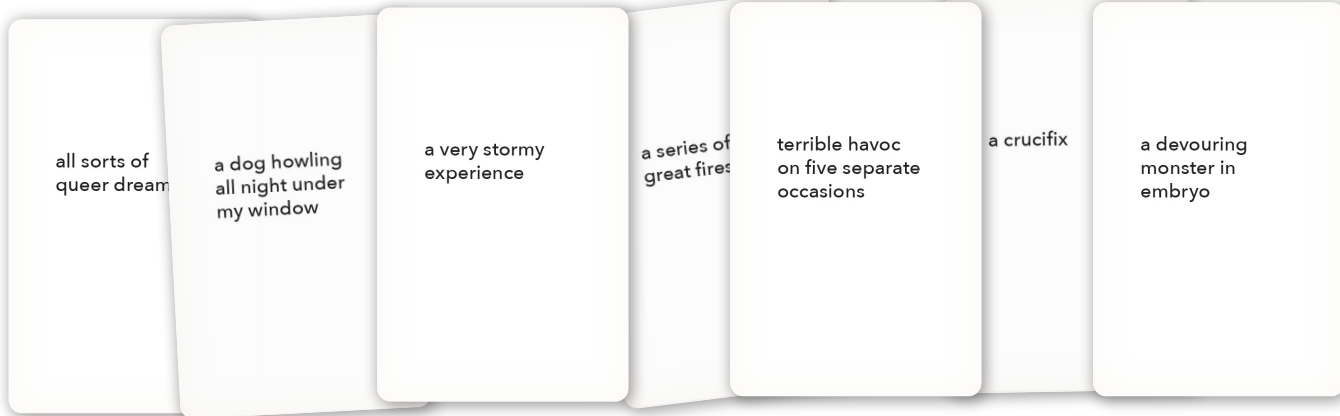 all sorts of
queer dream
a dog howling
all night under
my window
a very stormy
experience
a series of
great fires
terrible havoc
on five separate
occasions
a crucifix
a devouring
monster in
embryo